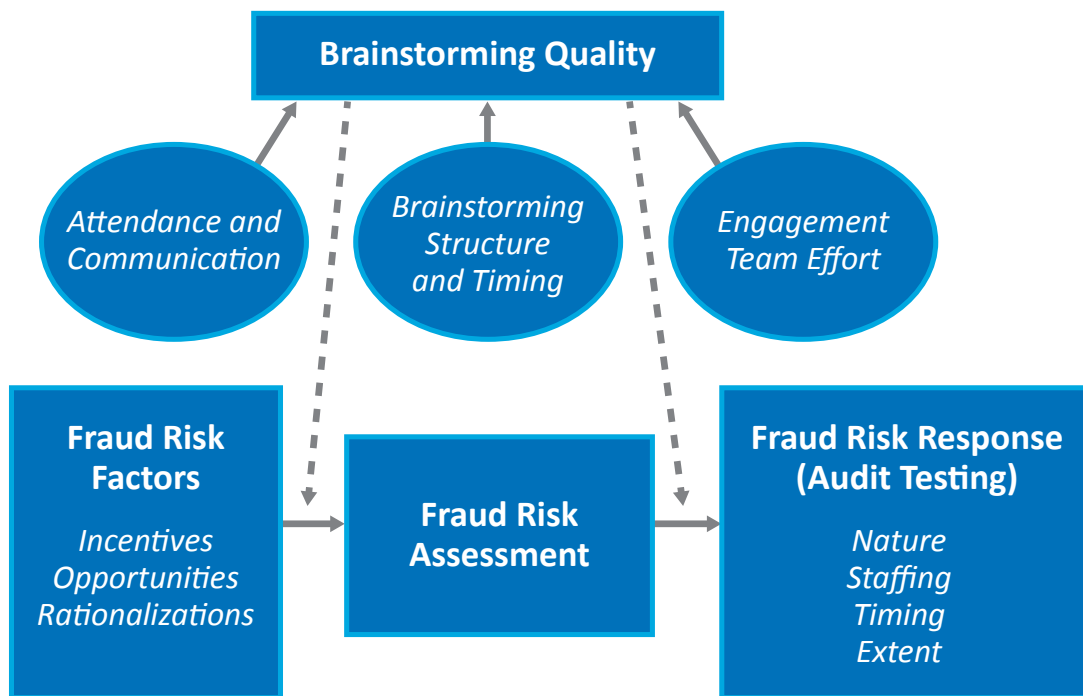 Brainstorming Quality
Attendance and
Communication
Brainstorming
Structure
and Timing
Engagement
Team Effort
Fraud Risk
Factors
Incentives
Opportunities
Rationalizations
Fraud Risk
Assessment
Fraud Risk Response
(Audit Testing)
Nature
Staffing
Timing
Extent